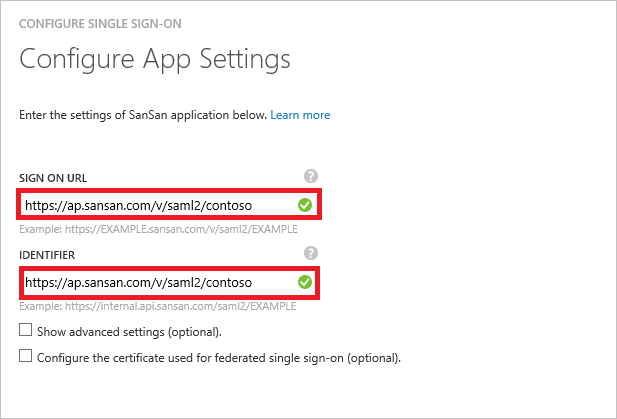 CONFIGURE SINGLE SIGN-ON
Configure App Settings
Enter the settings of SanSan application below. Learn more
SIGN ON URL ?
https://ap.sansan.com/v/saml2/contoso
Example: https://EXAMPLE.sansan.com/v/saml2/EXAMPLE
IDENTIFIER ?
https://ap.sansan.com/v/saml2/contoso
Example: https://internal.api.sansan.com/saml2/EXAMPLE
Show advanced settings (optional).
Configure the certificate used for federated single sign-on (optional).